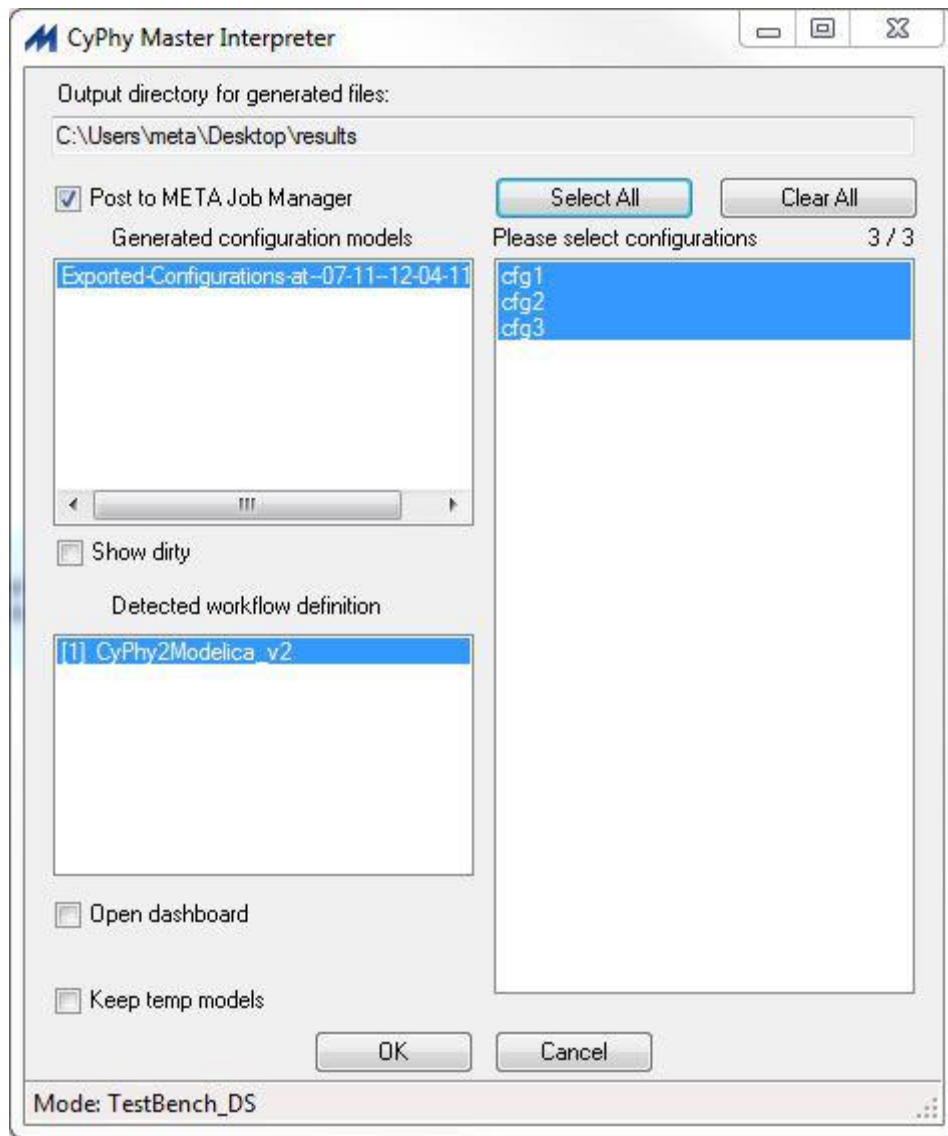 CyPhy Master Interpreter
Output directory for generated files:
C:\Users\meta\Desktop\results
Post to META Job Manager
Select All
Clear All
Generated configuration models
Please select configurations
3 / 3
Exported-Configurations-at--07-11--12-04-11
cfg1
cfg2
cfg3
Show dirty
Detected workflow definition
[1] CyPhy2Modelica_v2
Open dashboard
Keep temp models
OK
Cancel
Mode: TestBench_DS